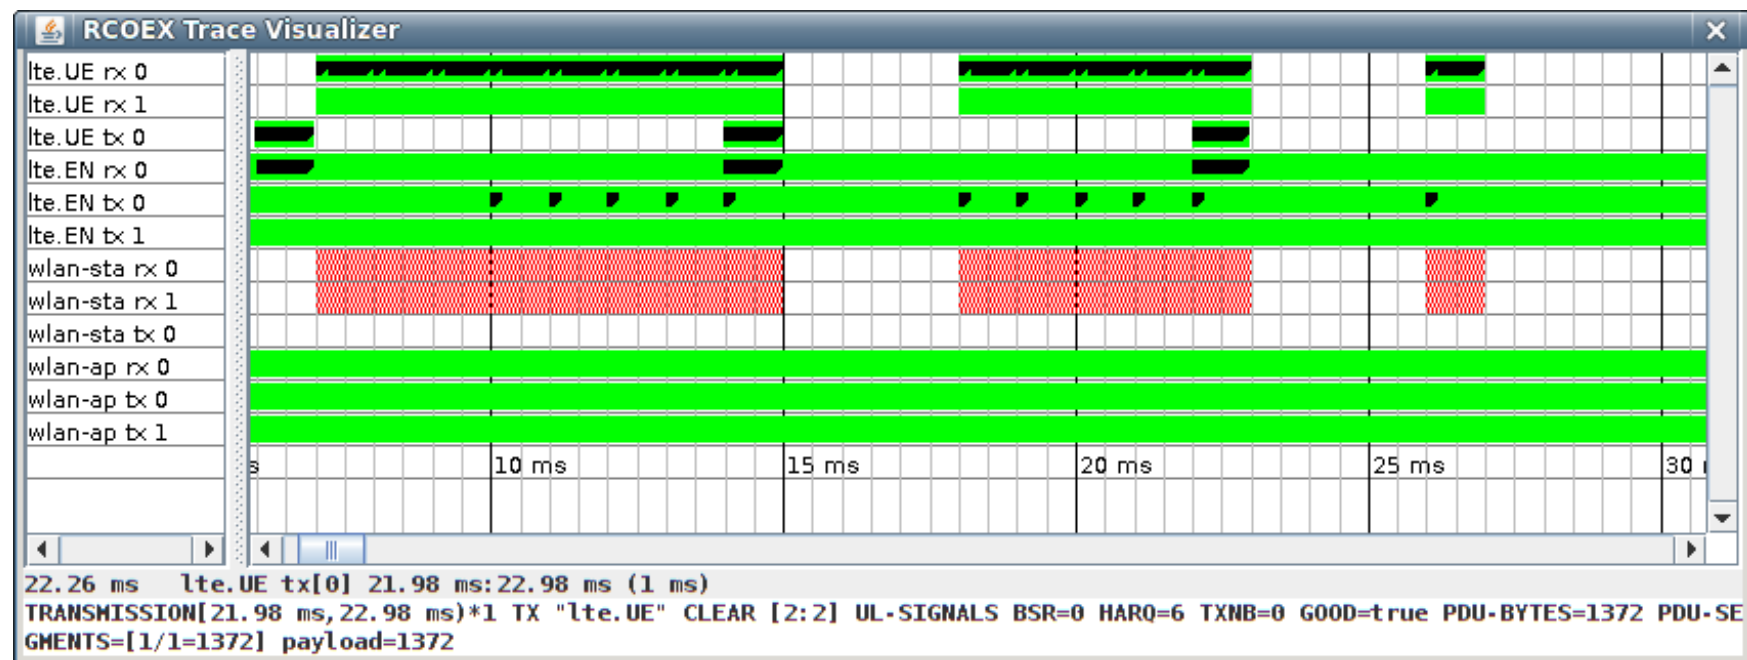 RCOEX Trace Visualizer
lte.UE rx 0
lte.UE rx 1
lte.UE tx 0
lte.EN rx 0
lte.EN tx 0
lte.EN tx 1
wlan-sta rx 0
wlan-sta rx 1
wlan-sta tx 0
wlan-ap rx 0
wlan-ap tx 0
wlan-ap tx 1
s 10 ms 15 ms 20 ms 25 ms 30
22.26 ms lte.UE tx[0] 21.98 ms:22.98 ms (1 ms)
TRANSMISSION[21.98 ms,22.98 ms)*1 TX "lte.UE" CLEAR [2:2] UL-SIGNALS BSR=0 HARQ=6 TXNB=0 GOOD=true PDU-BYTES=1372 PDU-SE
GMENTS=[1/1=1372] payload=1372